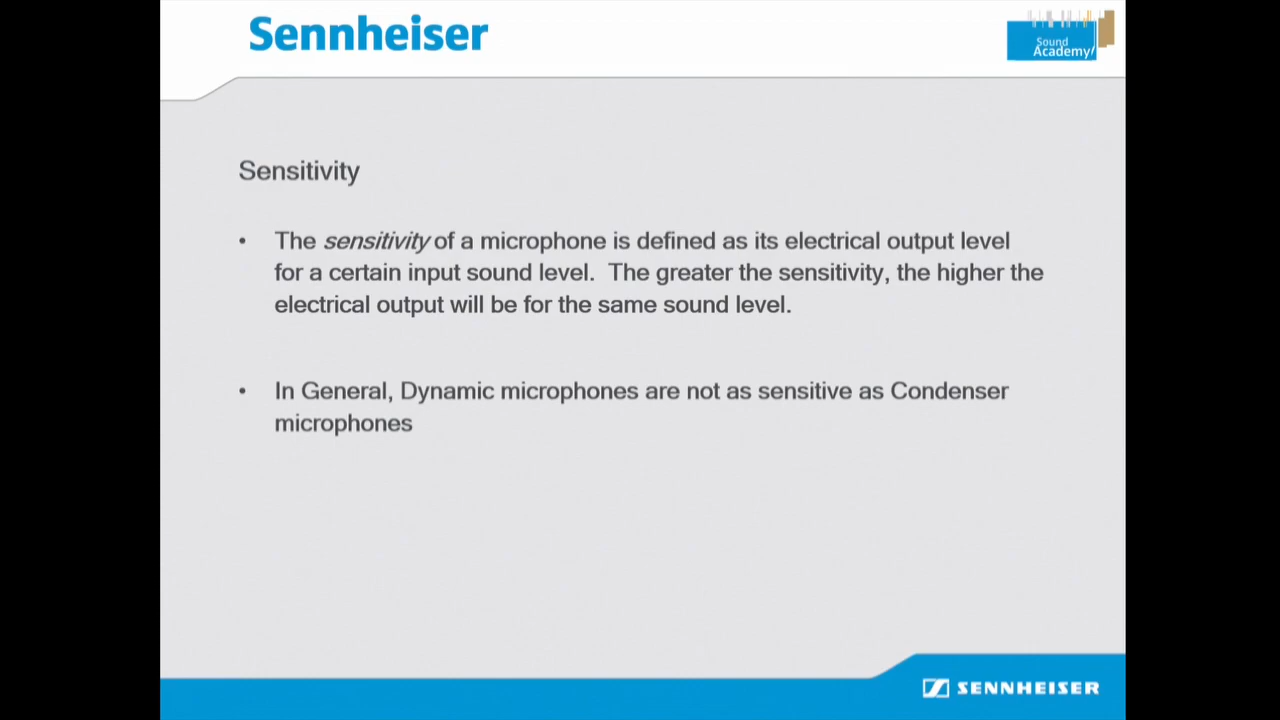 Sennheiser
Sound
Academy/
Sensitivity
• The sensitivity of a microphone is defined as its electrical output level
for a certain input sound level.  The greater the sensitivity, the higher the
electrical output will be for the same sound level.
• In General, Dynamic microphones are not as sensitive as Condenser
microphones
SENNHEISER